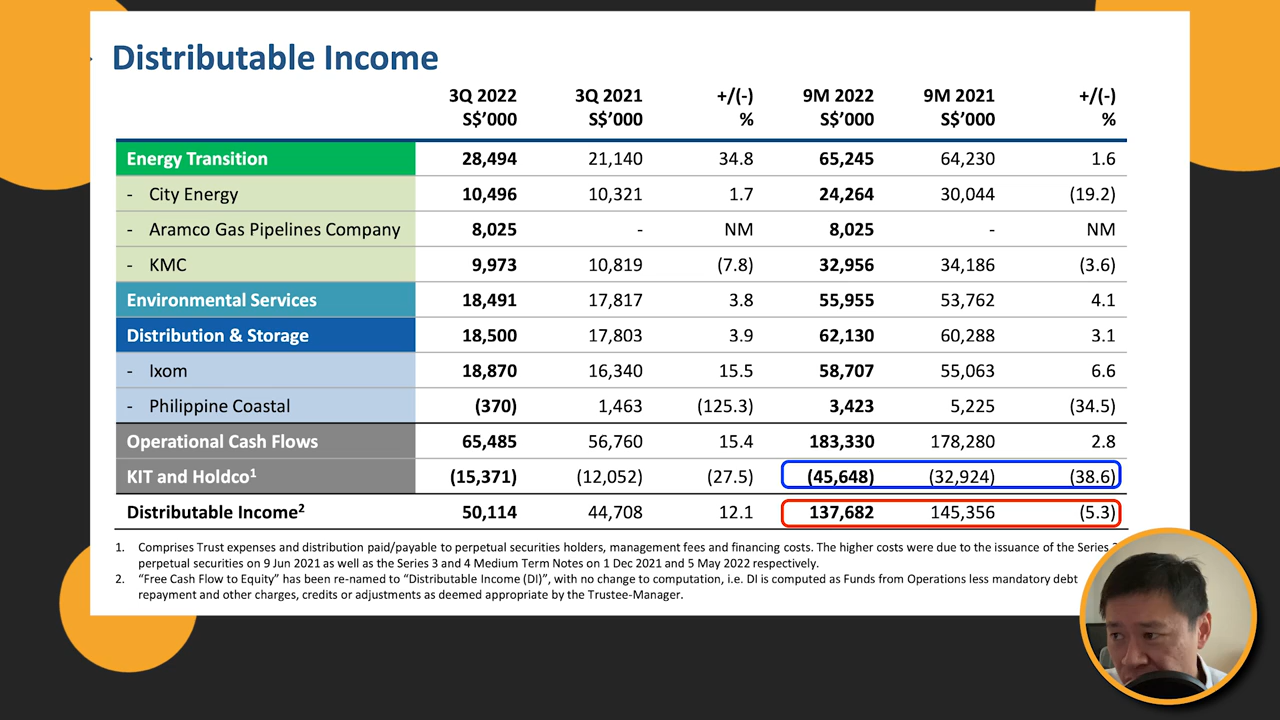 Distributable Income
3Q 2022 3Q 2021 +/(-) 9M 2022 9M 2021 +/(-)
S$’000 S$’000 % S$’000 S$’000 %
Energy Transition 28,494 21,140 34.8 65,245 64,230 1.6
- City Energy 10,496 10,321 1.7 24,264 30,044 (19.2)
- Aramco Gas Pipelines Company 8,025 - NM 8,025 - NM
- KMC 9,973 10,819 (7.8) 32,956 34,186 (3.6)
Environmental Services 18,491 17,817 3.8 55,955 53,762 4.1
Distribution & Storage 18,500 17,803 3.9 62,130 60,288 3.1
- Ixom 18,870 16,340 15.5 58,707 55,063 6.6
- Philippine Coastal (370) 1,463 (125.3) 3,423 5,225 (34.5)
Operational Cash Flows 65,485 56,760 15.4 183,330 178,280 2.8
KIT and Holdco1 (15,371) (12,052) (27.5) (45,648) (32,924) (38.6)
Distributable Income2 50,114 44,708 12.1 137,682 145,356 (5.3)
1. Comprises Trust expenses and distribution paid/payable to perpetual securities holders, management fees and financing costs. The higher costs were due to the issuance of the Series
perpetual securities on 9 Jun 2021 as well as the Series 3 and 4 Medium Term Notes on 1 Dec 2021 and 5 May 2022 respectively.
2. “Free Cash Flow to Equity” has been re-named to “Distributable Income (DI)”, with no change to computation, i.e. DI is computed as Funds from Operations less mandatory debt
repayment and other charges, credits or adjustments as deemed appropriate by the Trustee-Manager.